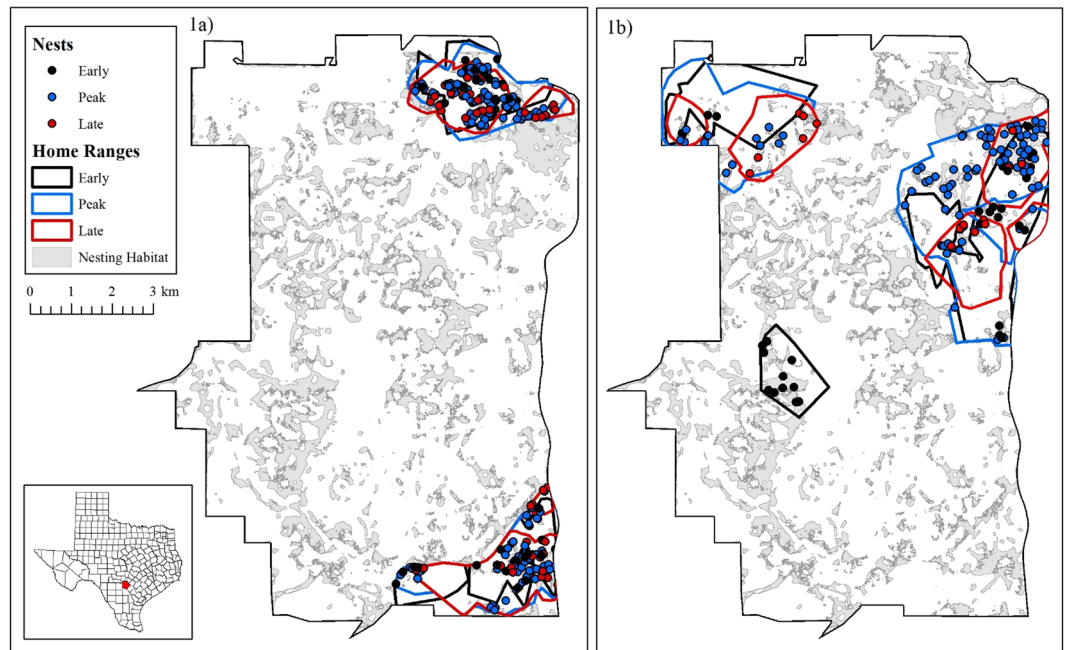 1a)
1b)
Nests
Early
Peak
Late
Home Ranges
Early
Peak
Late
Nesting Habitat
0 1 2 3 km